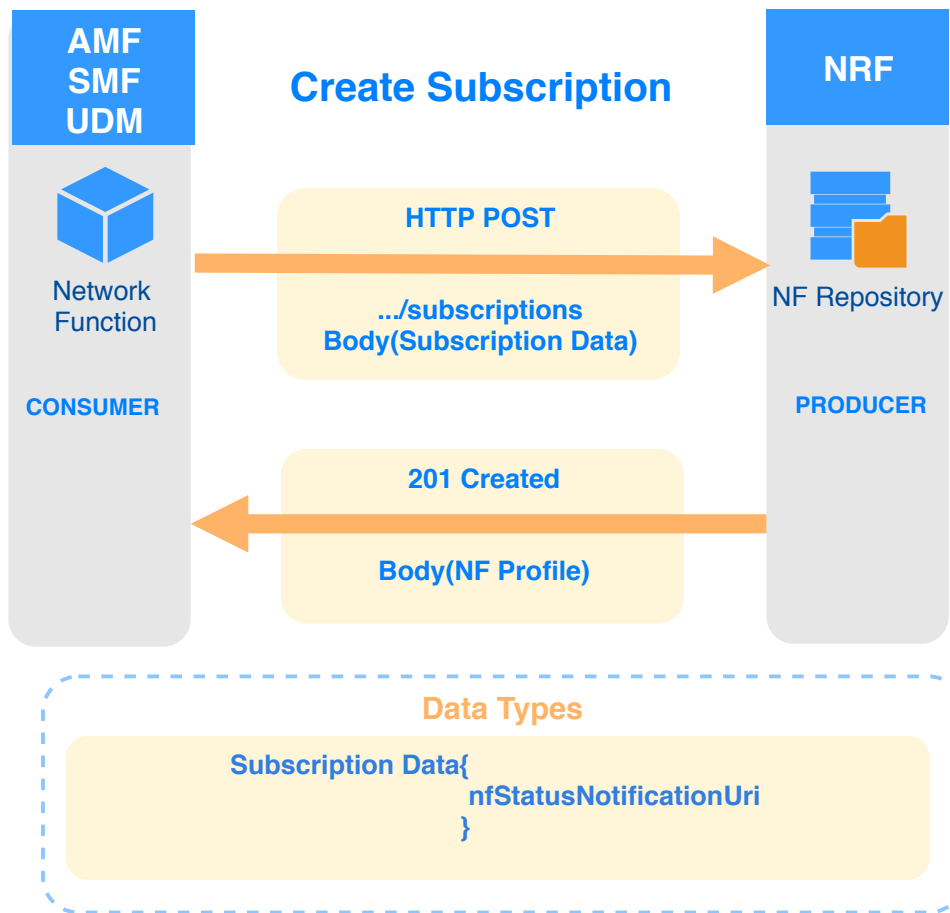 AMF
SMF
UDM
Create Subscription
NRF
HTTP POST
Network
Function
NF Repository
.../subscriptions
Body(Subscription Data)
CONSUMER
PRODUCER
201 Created
Body(NF Profile)
Data Types
Subscription Data{
nfStatusNotificationUri
}